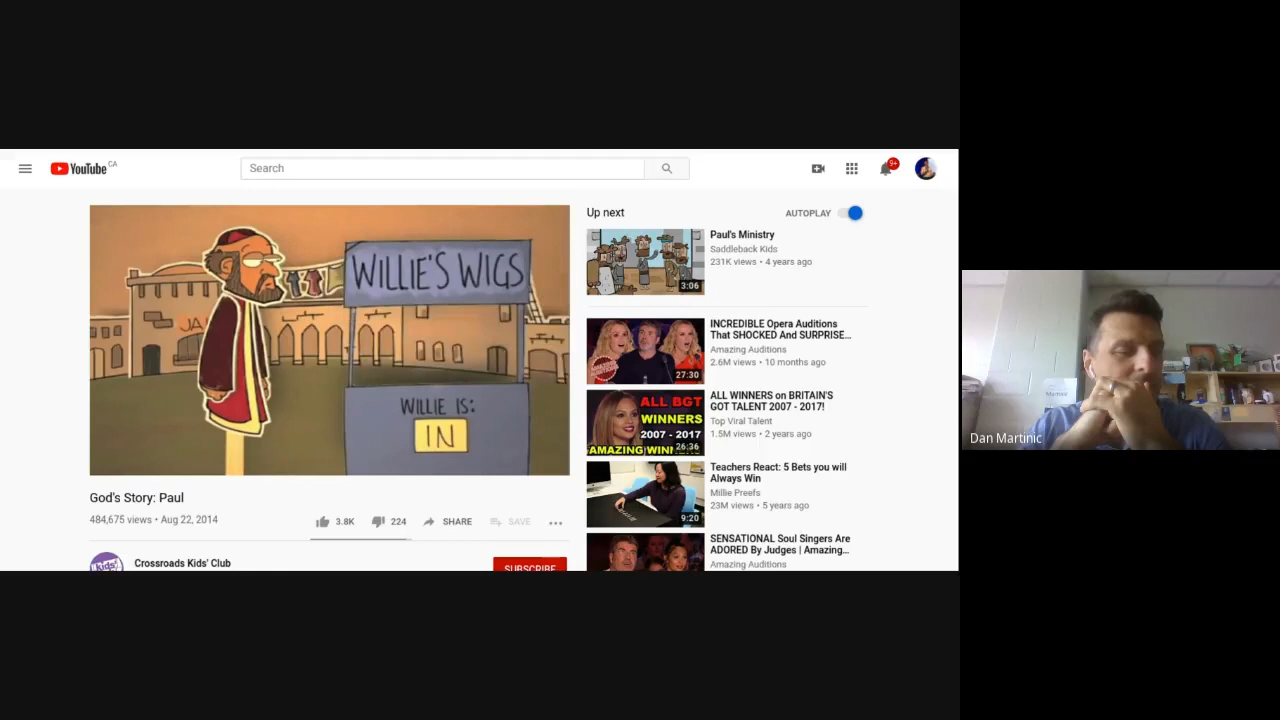 YouTube CA
Search
9+
WILLIE'S WIGS
JA
WILLIE IS:
IN
God's Story: Paul
484,675 views • Aug 22, 2014
3.8K
224
SHARE
SAVE
kids'
Crossroads Kids' Club
SUBSCRIBE
Up next
AUTOPLAY
3:06
Paul's Ministry
Saddleback Kids
231K views • 4 years ago
27:30
INCREDIBLE Opera Auditions
That SHOCKED And SURPRISE...
Amazing Auditions
2.6M views • 10 months ago
ALL BGT
WINNERS
2007 - 2017
AMAZING WINNERS
26:36
ALL WINNERS on BRITAIN'S
GOT TALENT 2007 - 2017!
Top Viral Talent
1.5M views • 2 years ago
9:20
Teachers React: 5 Bets you will
Always Win
Millie Preefs
23M views • 5 years ago
SENSATIONAL Soul Singers Are
ADORED By Judges | Amazing...
Amazing Auditions
Dan Martinic